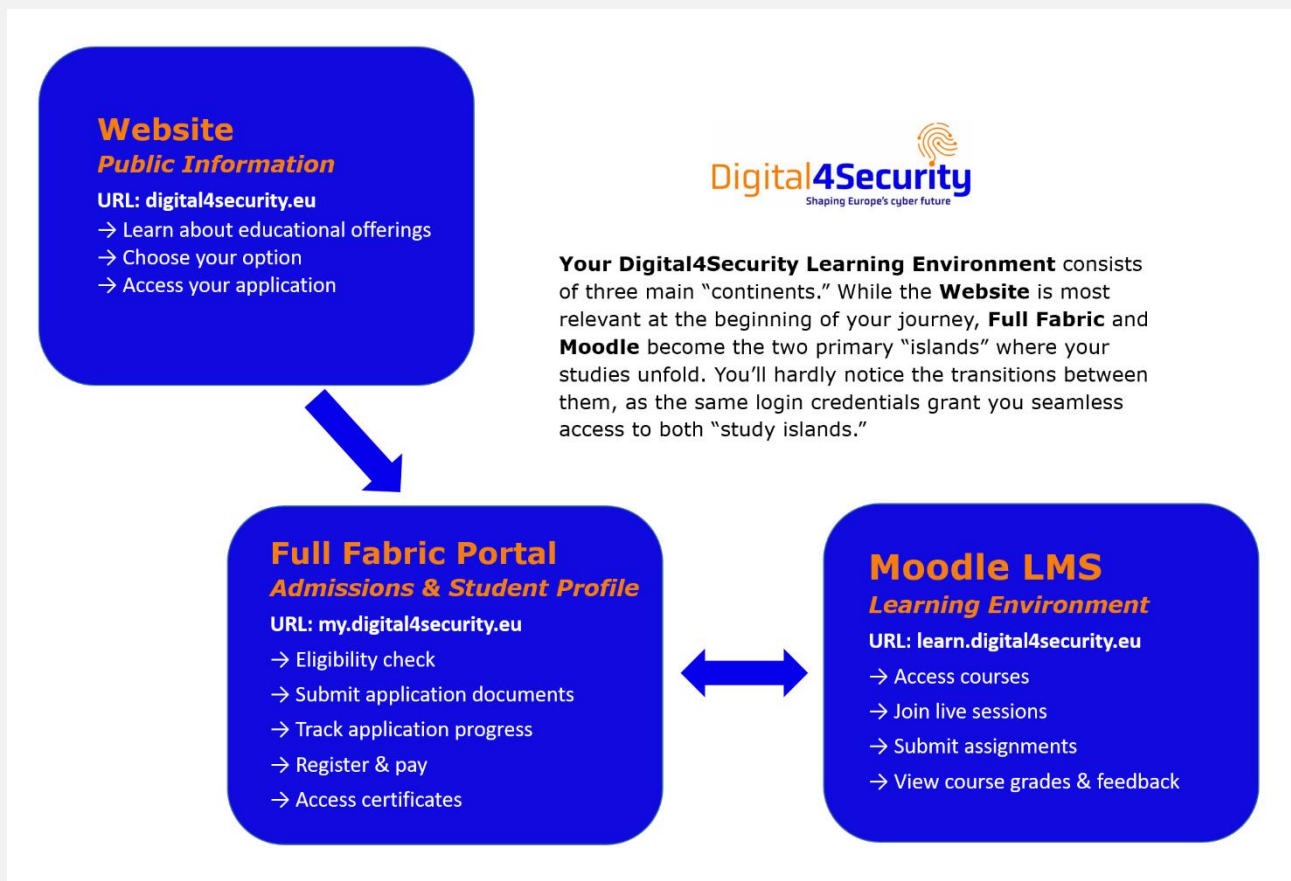 Website
Public Information
URL: digital4security.eu
→ Learn about educational offerings
→ Choose your option
→ Access your application
Digital4Security
Shaping Europe's cyber future
Your Digital4Security Learning Environment consists
of three main “continents.” While the Website is most
relevant at the beginning of your journey, Full Fabric and
Moodle become the two primary “islands” where your
studies unfold. You’ll hardly notice the transitions between
them, as the same login credentials grant you seamless
access to both “study islands.”
Full Fabric Portal
Admissions & Student Profile
URL: my.digital4security.eu
→ Eligibility check
→ Submit application documents
→ Track application progress
→ Register & pay
→ Access certificates
Moodle LMS
Learning Environment
URL: learn.digital4security.eu
→ Access courses
→ Join live sessions
→ Submit assignments
→ View course grades & feedback